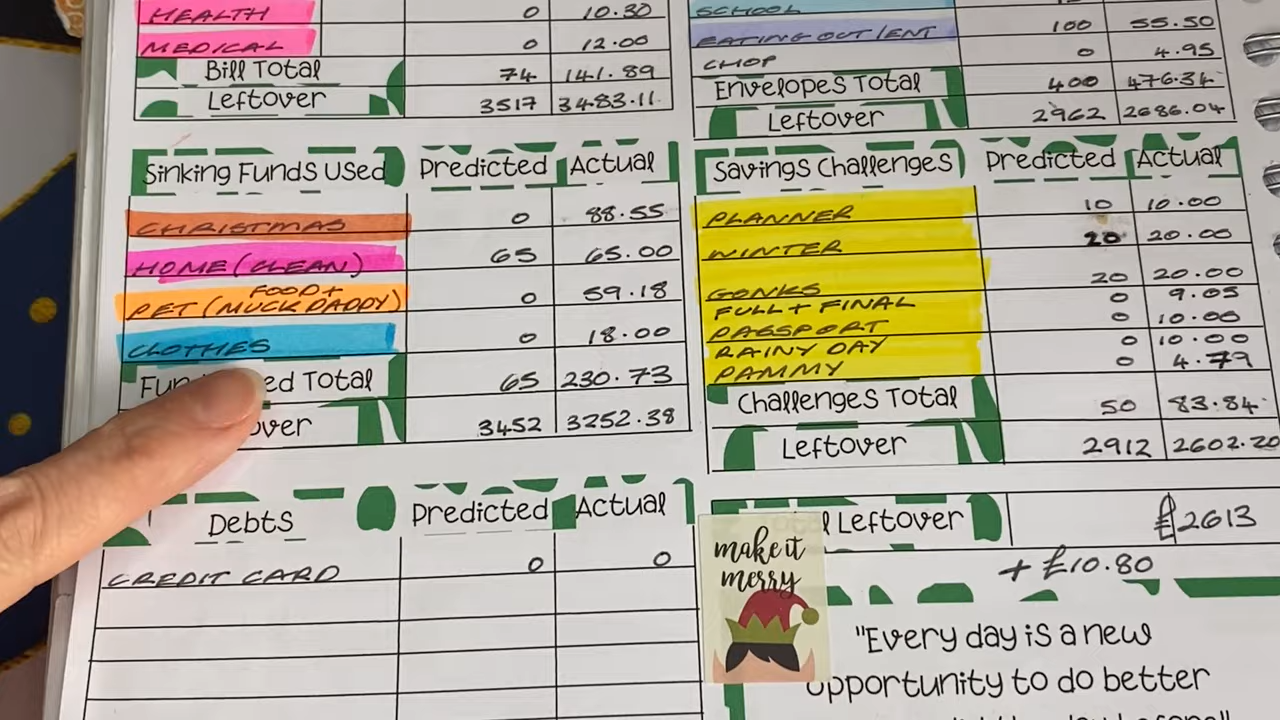 HEALTH 0 10.30
MEDICAL 0 12.00
Bill Total 74 141.89
Leftover 3517 3483.11
SCHOOL
EATING OUT/ENT 100 55.50
CHOP 0 4.95
Envelopes Total 400 476.34
Leftover 2962 2686.04
Sinking Funds Used Predicted Actual
CHRISTMAS 0 88.55
HOME (CLEAN) 65 65.00
FOOD +
PET (MUCK DADDY) 0 59.18
CLOTHES 0 18.00
Total 65 230.73
3452 3252.38
Savings Challenges Predicted Actual
PLANNER 10 10.00
WINTER 20 20.00
GONKS 20 20.00
FULL + FINAL 0 9.05
PASSPORT 0 10.00
RAINY DAY 0 10.00
PAMMY 0 4.79
Challenges Total 50 83.84
Leftover 2912 2602.20
Debts Predicted Actual
CREDIT CARD 0 0
Leftover £2613
+ £10.80
make it
merry
"Every day is a new
opportunity to do better